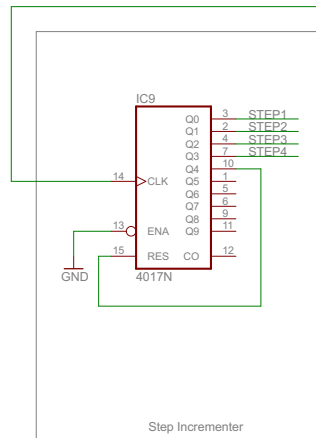 IC9
Q0 3 STEP1
Q1 2 STEP2
Q2 4 STEP3
Q3 7 STEP4
Q4 10
14 CLK Q5 1
Q6 5
Q7 6
Q8 9
13 ENA Q9 11
15 RES CO 12
GND
4017N
Step Incrementer